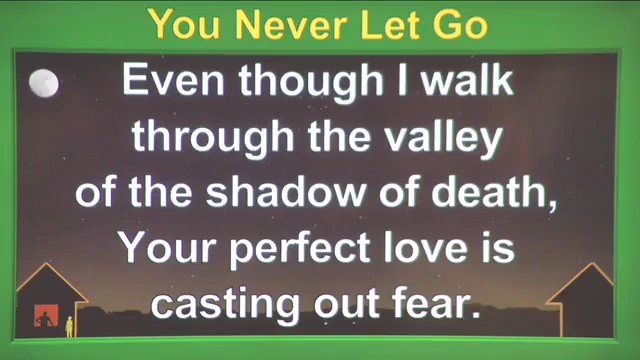 You Never Let Go
Even though I walk
through the valley
of the shadow of death,
Your perfect love is
casting out fear.